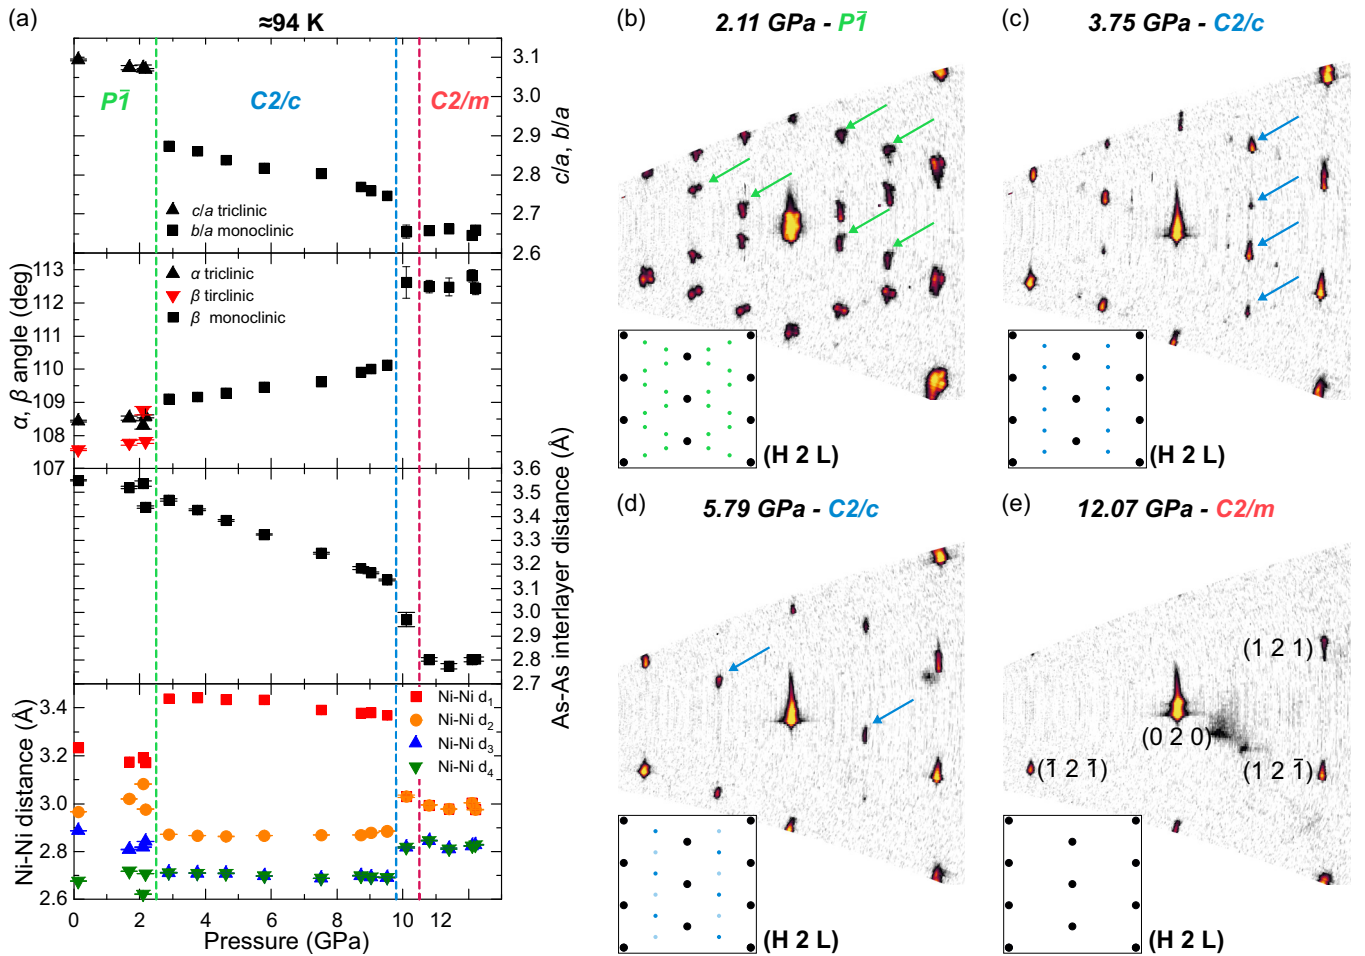 (a)
≈94 K
P1̅
C2/c
C2/m
c/a triclinic
b/a monoclinic
3.1
3.0
2.9
2.8
2.7
2.6
c/a, b/a
α triclinic
β tirclinic
β monoclinic
113
112
111
110
109
108
107
α, β angle (deg)
3.6
3.5
3.4
3.3
3.2
3.1
3.0
2.9
2.8
2.7
As-As interlayer distance (Å)
Ni-Ni d1
Ni-Ni d2
Ni-Ni d3
Ni-Ni d4
3.4
3.2
3.0
2.8
2.6
Ni-Ni distance (Å)
0 2 4 6 8 10 12
Pressure (GPa)
(b)
2.11 GPa - P1̅
(H 2 L)
(c)
3.75 GPa - C2/c
(H 2 L)
(d)
5.79 GPa - C2/c
(H 2 L)
(e)
12.07 GPa - C2/m
(1 2 1)
(0 2 0)
(1̅ 2 1̅)
(1 2 1̅)
(H 2 L)